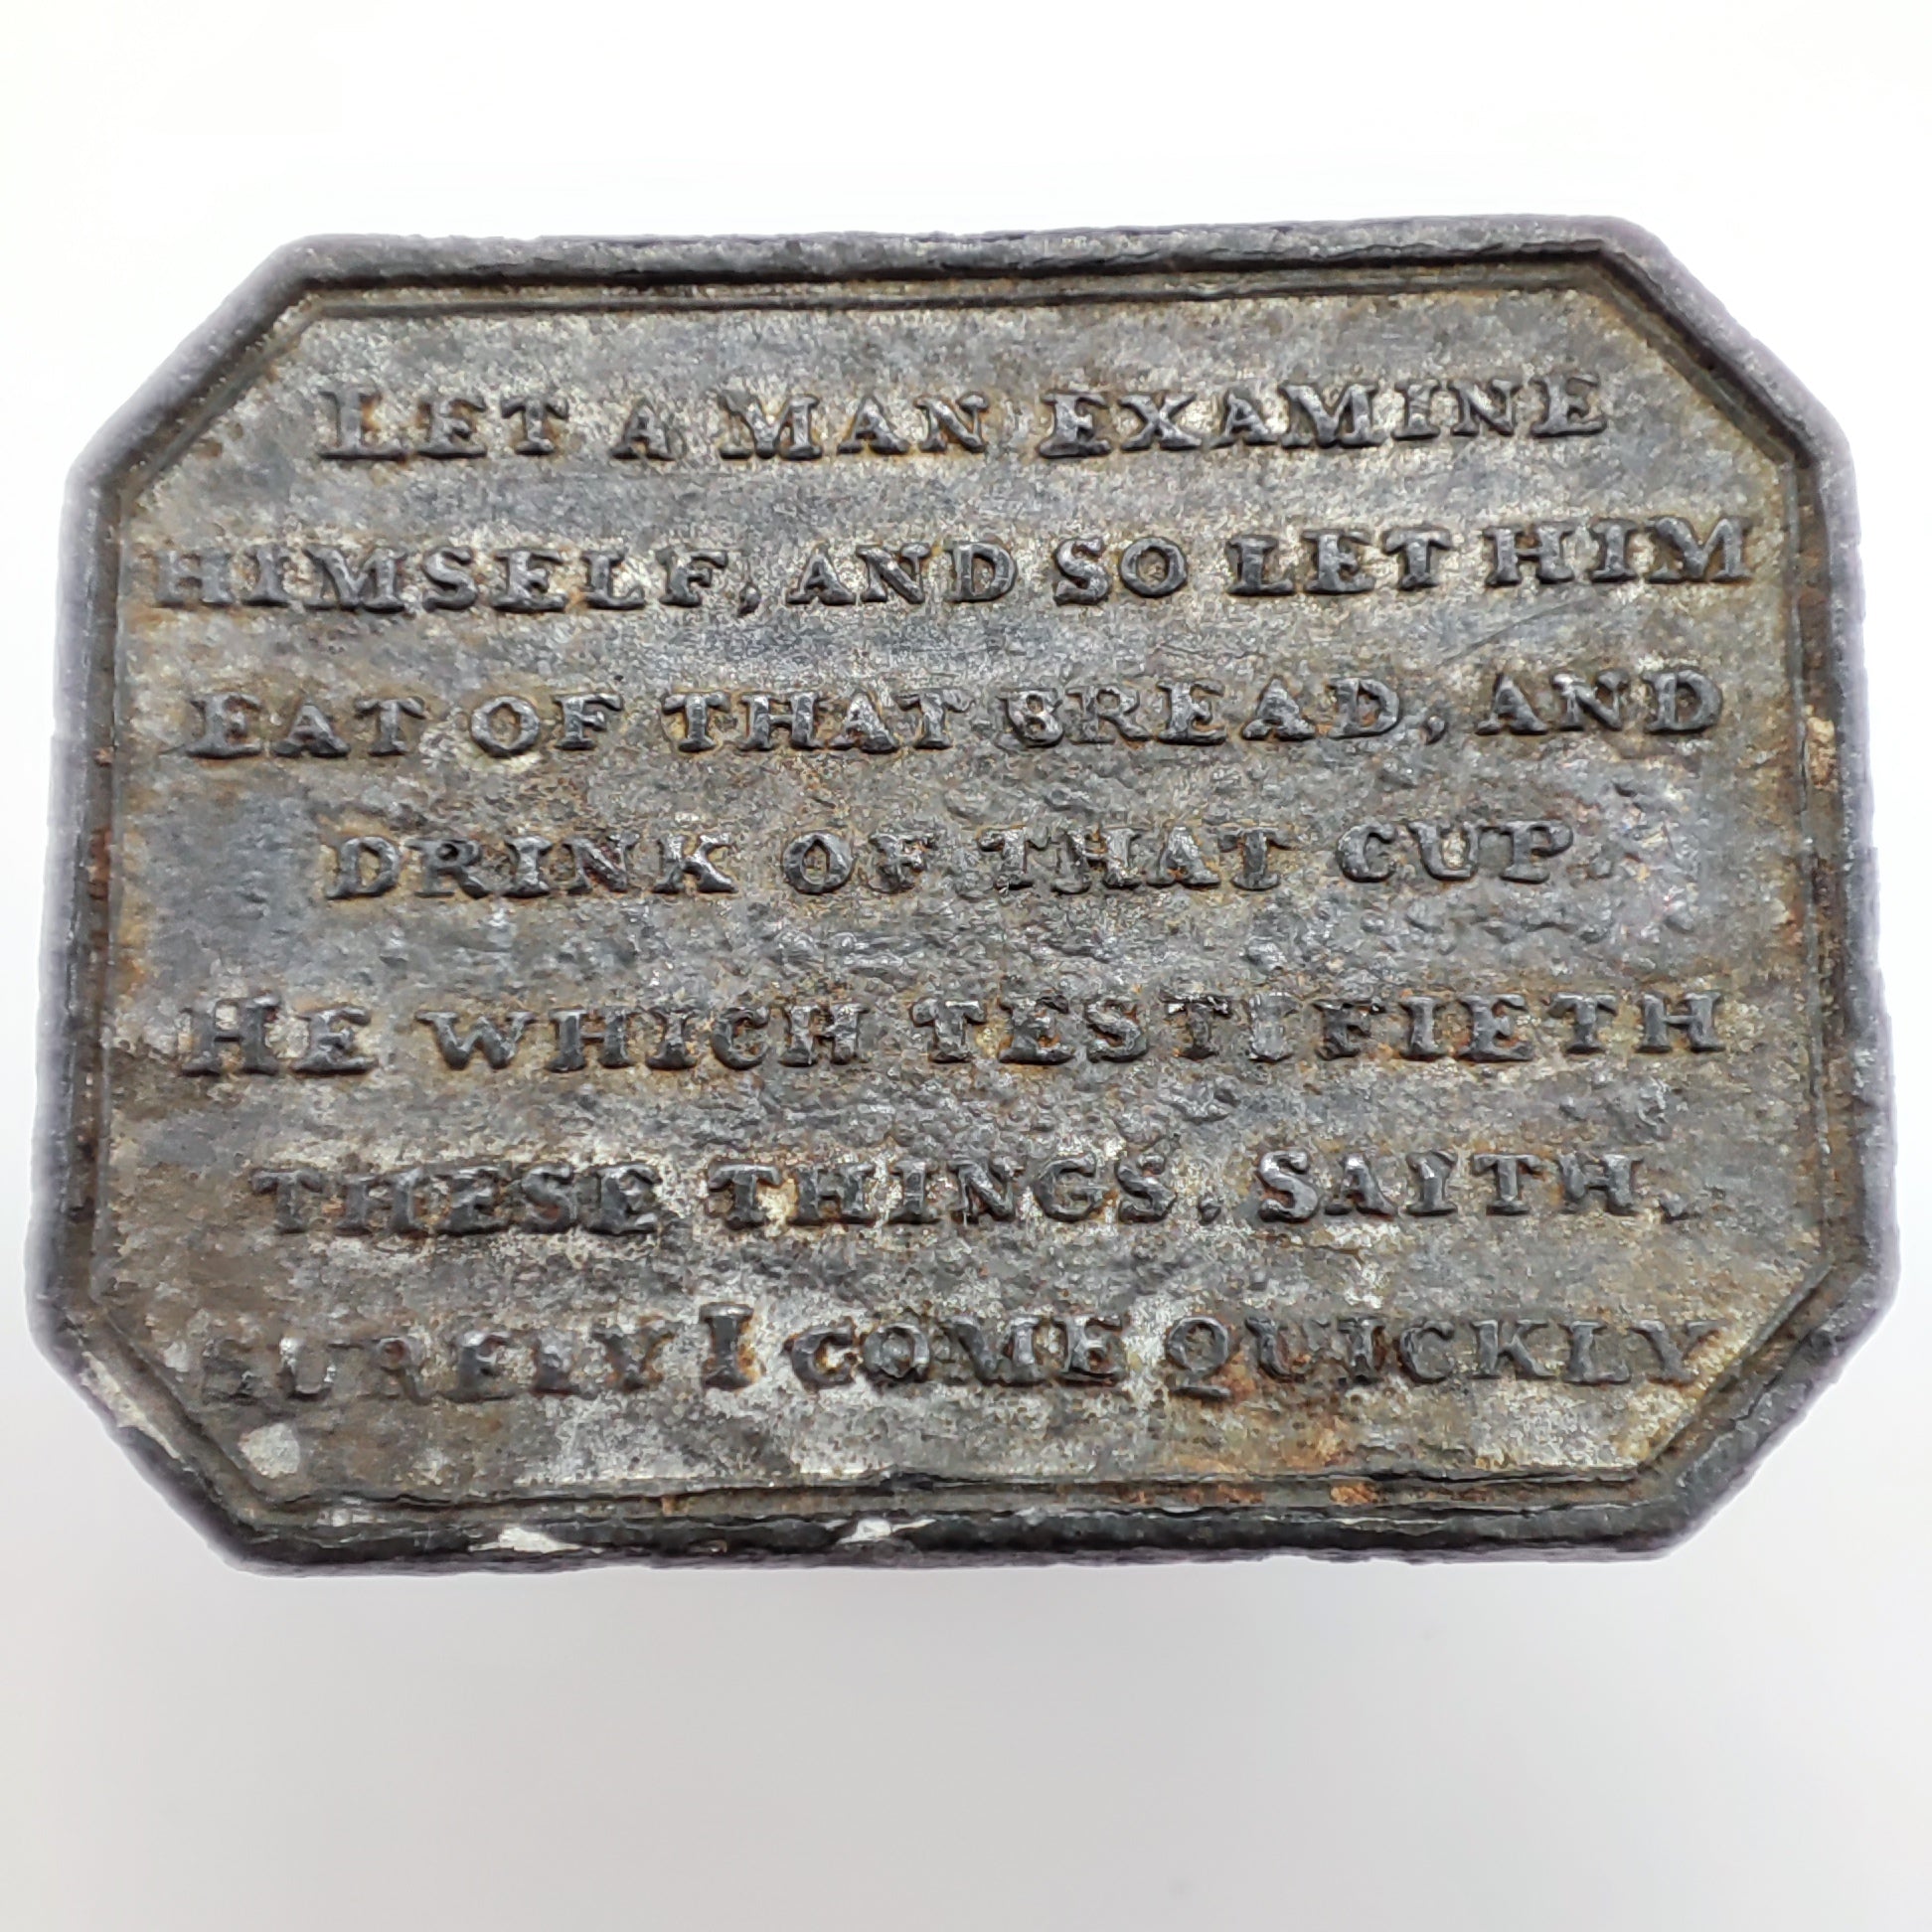 LET A MAN EXAMINE
HIMSELF, AND SO LET HIM
EAT OF THAT BREAD, AND
DRINK OF THAT CUP.
HE WHICH TESTIFIETH
THESE THINGS, SAITH,
SURELY I COME QUICKLY